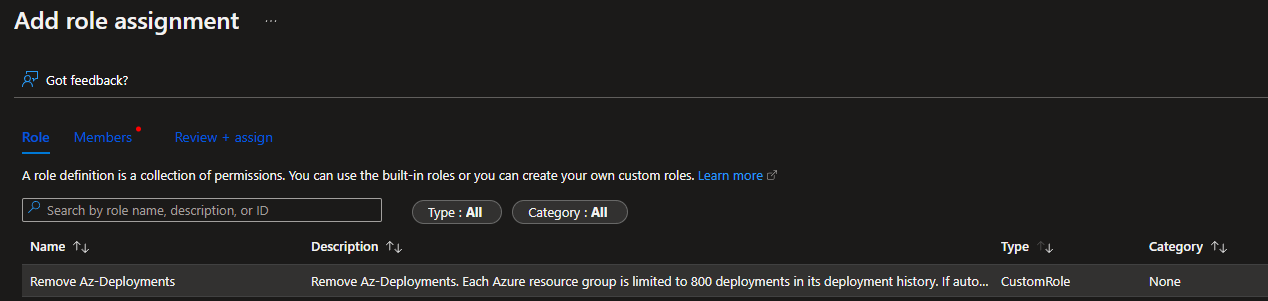 Add role assignment ...
Got feedback?
Role Members Review + assign
A role definition is a collection of permissions. You can use the built-in roles or you can create your own custom roles. Learn more
Search by role name, description, or ID Type : All Category : All
Name Description Type Category
Remove Az-Deployments Remove Az-Deployments. Each Azure resource group is limited to 800 deployments in its deployment history. If auto... CustomRole None